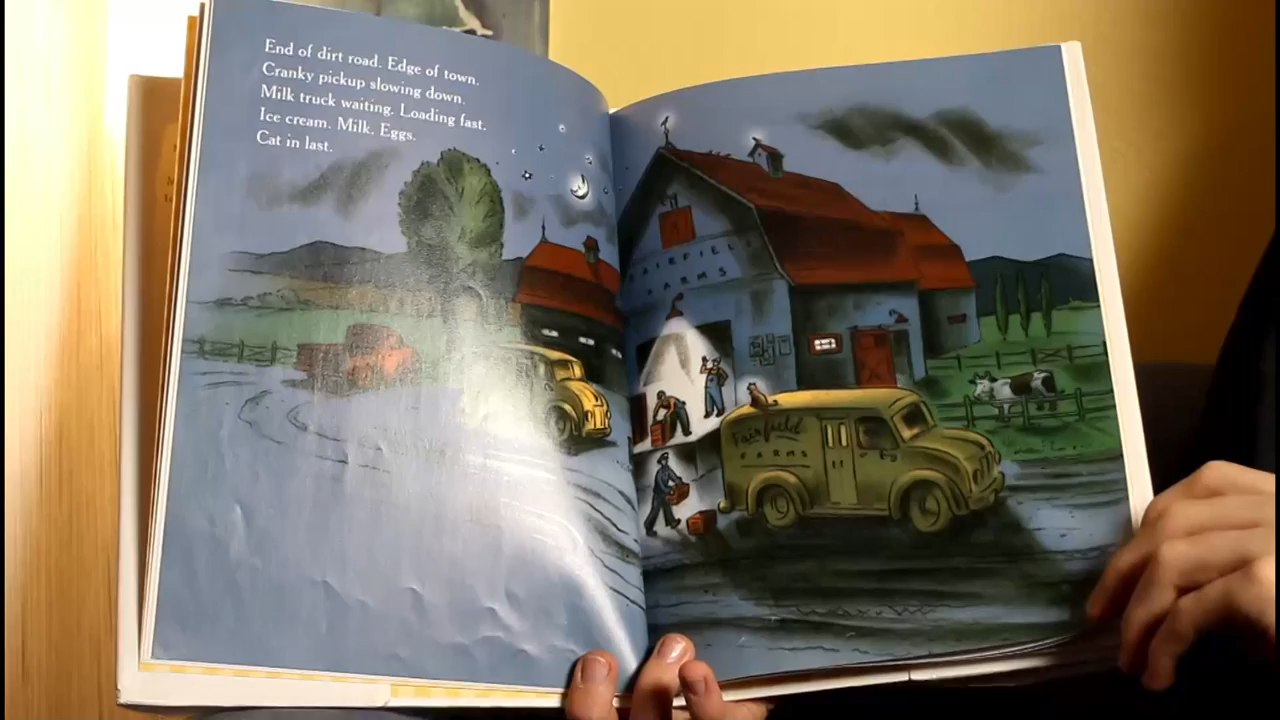 End of dirt road. Edge of town.
Cranky pickup slowing down.
Milk truck waiting. Loading fast.
Ice cream. Milk. Eggs.
Cat in last.
FAIRFIEL
FARMS
Fairfield
FARMS